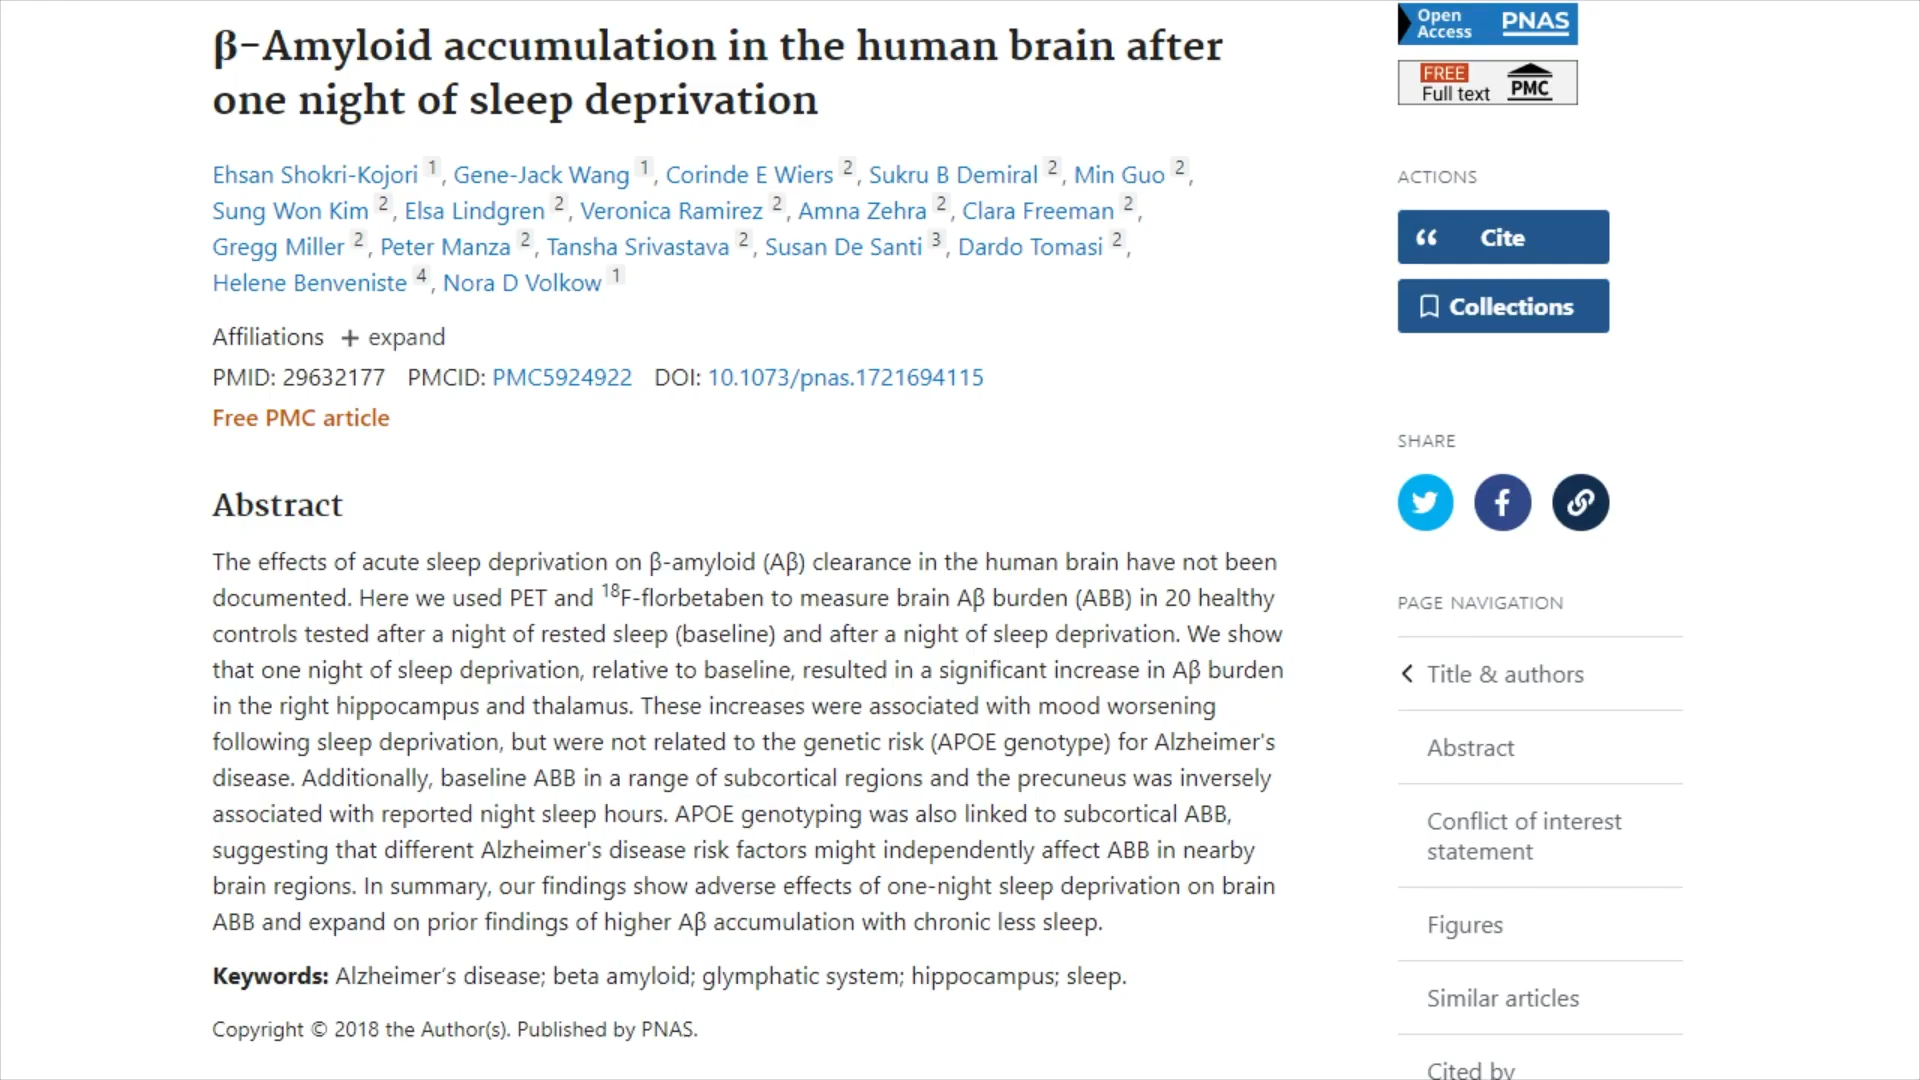 β-Amyloid accumulation in the human brain after
one night of sleep deprivation
Ehsan Shokri-Kojori 1, Gene-Jack Wang 1, Corinde E Wiers 2, Sukru B Demiral 2, Min Guo 2,
Sung Won Kim 2, Elsa Lindgren 2, Veronica Ramirez 2, Amna Zehra 2, Clara Freeman 2,
Gregg Miller 2, Peter Manza 2, Tansha Srivastava 2, Susan De Santi 3, Dardo Tomasi 2,
Helene Benveniste 4, Nora D Volkow 1
Affiliations + expand
PMID: 29632177 PMCID: PMC5924922 DOI: 10.1073/pnas.1721694115
Free PMC article
Abstract
The effects of acute sleep deprivation on β-amyloid (Aβ) clearance in the human brain have not been
documented. Here we used PET and 18F-florbetaben to measure brain Aβ burden (ABB) in 20 healthy
controls tested after a night of rested sleep (baseline) and after a night of sleep deprivation. We show
that one night of sleep deprivation, relative to baseline, resulted in a significant increase in Aβ burden
in the right hippocampus and thalamus. These increases were associated with mood worsening
following sleep deprivation, but were not related to the genetic risk (APOE genotype) for Alzheimer's
disease. Additionally, baseline ABB in a range of subcortical regions and the precuneus was inversely
associated with reported night sleep hours. APOE genotyping was also linked to subcortical ABB,
suggesting that different Alzheimer's disease risk factors might independently affect ABB in nearby
brain regions. In summary, our findings show adverse effects of one-night sleep deprivation on brain
ABB and expand on prior findings of higher Aβ accumulation with chronic less sleep.
Keywords: Alzheimer's disease; beta amyloid; glymphatic system; hippocampus; sleep.
Copyright © 2018 the Author(s). Published by PNAS.
Open
Access
PNAS
FREE
Full text
PMC
ACTIONS
Cite
Collections
SHARE
PAGE NAVIGATION
Title & authors
Abstract
Conflict of interest
statement
Figures
Similar articles
Cited by